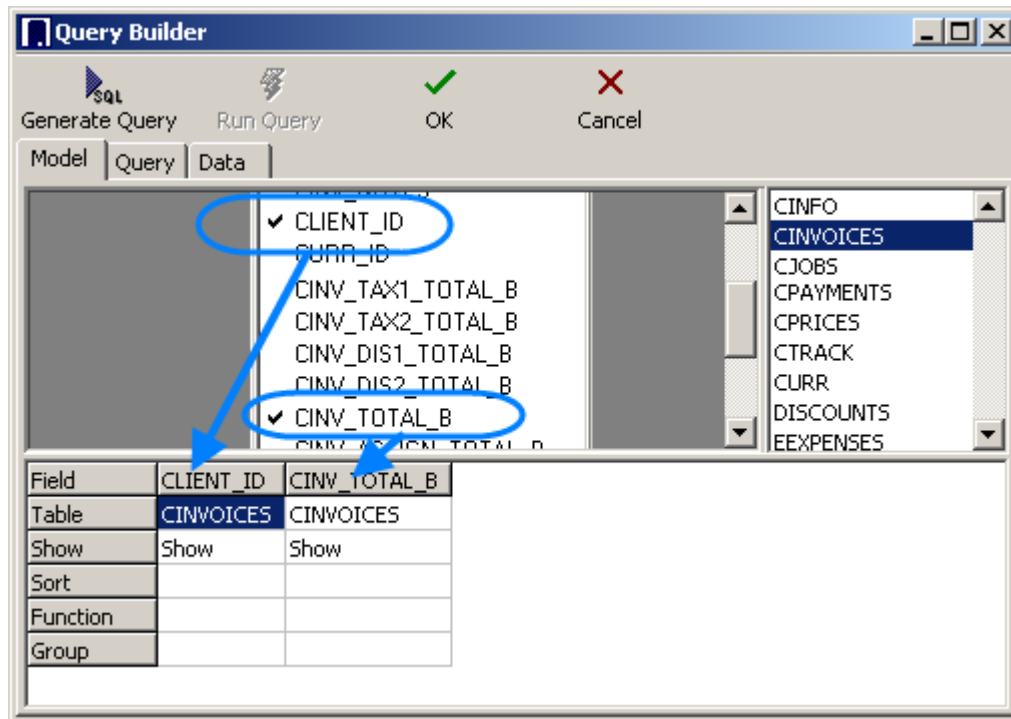 Query Builder
SQL
Generate Query Run Query OK Cancel
Model Query Data
CLIENT_ID
CURR_ID
CINV_TAX1_TOTAL_B
CINV_TAX2_TOTAL_B
CINV_DIS1_TOTAL_B
CINV_DIS2_TOTAL_B
CINV_TOTAL_B
CINFO
CINVOICES
CJOBS
CPAYMENTS
CPRICES
CTRACK
CURR
DISCOUNTS
EEXPENSES
Field CLIENT_ID CINV_TOTAL_B
Table CINVOICES CINVOICES
Show Show Show
Sort
Function
Group